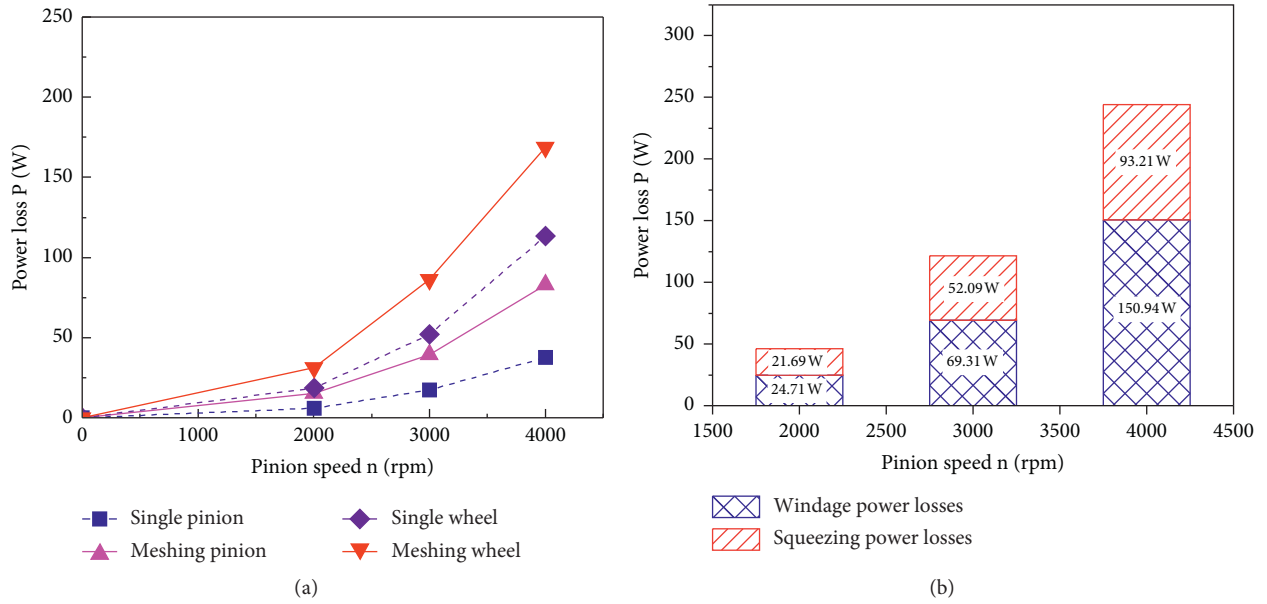 250
200
150
100
50
0
Power loss P (W)
0
1000
2000
3000
4000
Pinion speed n (rpm)
Single pinion
Single wheel
Meshing pinion
Meshing wheel
(a)
300
250
200
150
100
50
0
Power loss P (W)
93.21 W
52.09 W
150.94 W
21.69 W
69.31 W
24.71 W
1500
2000
2500
3000
3500
4000
4500
Pinion speed n (rpm)
Windage power losses
Squeezing power losses
(b)